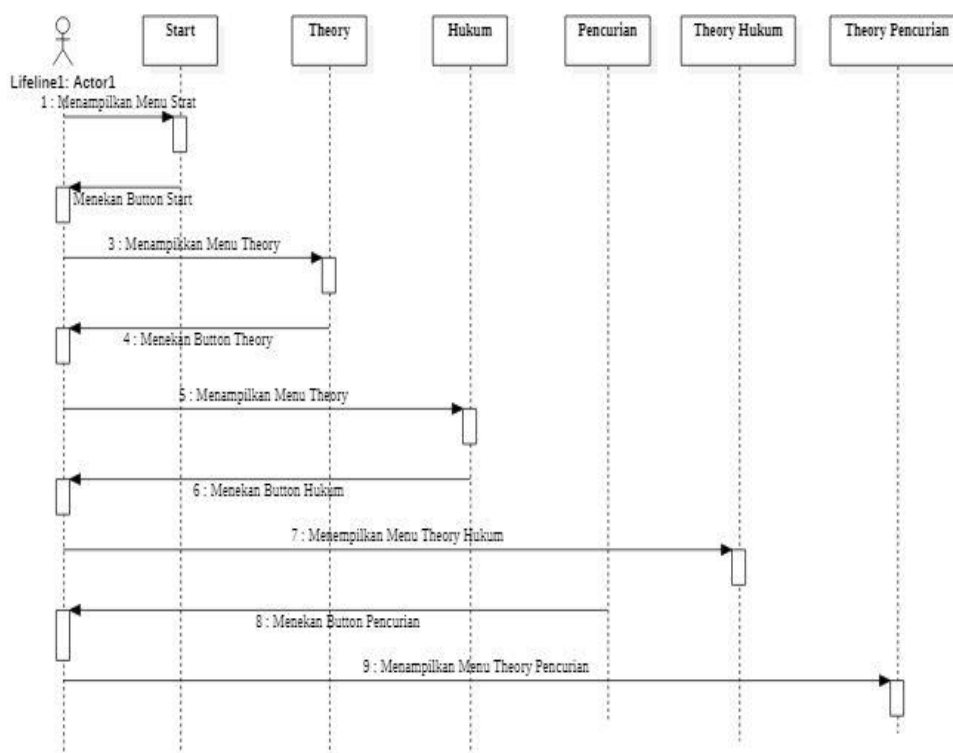 Start
Theory
Hukum
Pencurian
Theory Hukum
Theory Pencurian
Lifeline1: Actor1
1 : Menampilkan Menu Strat
Menekan Button Start
3 : Menampikkan Menu Theory
4 : Menekan Button Theory
5 : Menampilkan Menu Theory
6 : Menekan Button Hukum
7 : Menempilkan Menu Theory Hukum
8 : Menekan Button Pencurian
9 : Menampilkan Menu Theory Pencurian